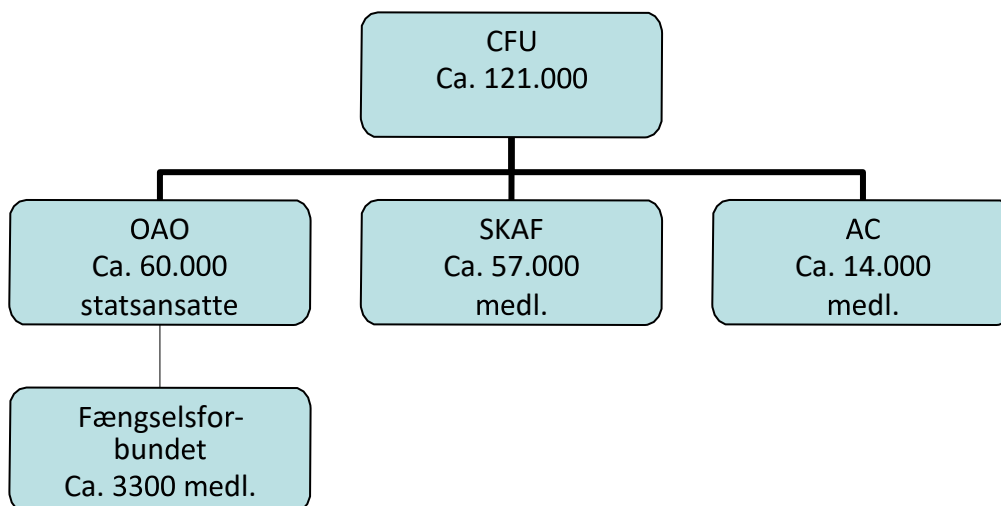 CFU
Ca. 121.000
OAO
Ca. 60.000
statsansatte
SKAF
Ca. 57.000
medl.
AC
Ca. 14.000
medl.
Fængselsfor-
bundet
Ca. 3300 medl.